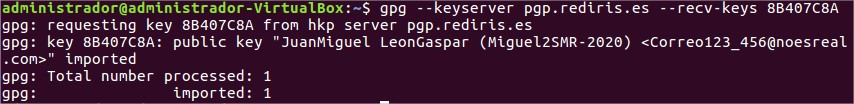 administrador@administrador-VirtualBox:~$ gpg --keyserver pgp.rediris.es --recv-keys 8B407C8A
gpg: requesting key 8B407C8A from hkp server pgp.rediris.es
gpg: key 8B407C8A: public key "JuanMiguel LeonGaspar (Miguel2SMR-2020) <Correo123_456@noesreal
.com>" imported
gpg: Total number processed: 1
gpg:               imported: 1